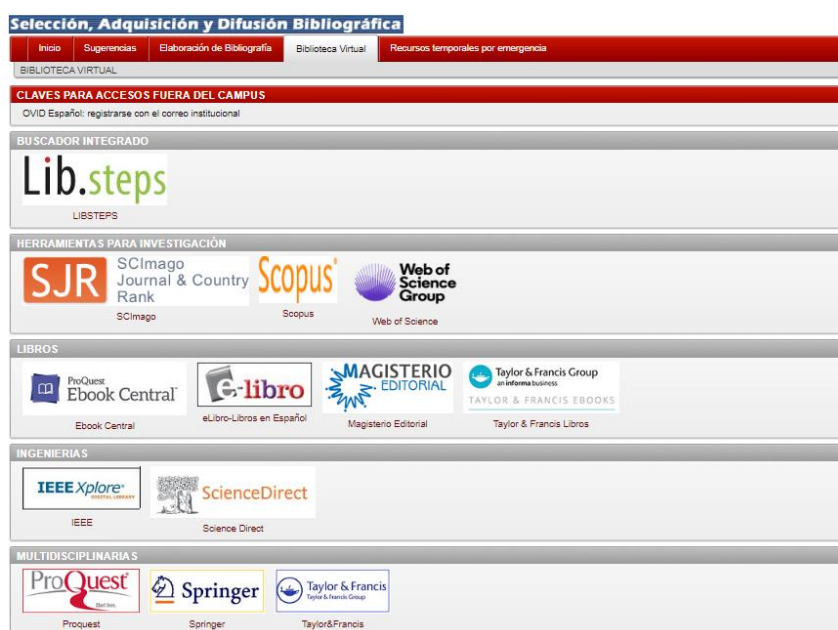 Selección, Adquisición y Difusión Bibliográfica
Inicio Sugerencias Elaboración de Bibliografía Biblioteca Virtual Recursos temporales por emergencia
BIBLIOTECA VIRTUAL
CLAVES PARA ACCESOS FUERA DEL CAMPUS
OVID Español: registrarse con el correo institucional
BUSCADOR INTEGRADO
Lib.steps
LIBSTEPS
HERRAMIENTAS PARA INVESTIGACIÓN
SJR SCImago Journal & Country Rank
Scopus
Web of Science Group
SCImago Scopus Web of Science
LIBROS
ProQuest Ebook Central
e-libro
MAGISTERIO EDITORIAL
Taylor & Francis Group
an informa business
TAYLOR & FRANCIS EBOOKS
Ebook Central eLibro-Libros en Español Magisterio Editorial Taylor & Francis Libros
INGENIERIAS
IEEE Xplore
DIGITAL LIBRARY
ScienceDirect
IEEE Science Direct
MULTIDISCIPLINARIAS
ProQuest
Springer
Taylor & Francis
Taylor & Francis Group
Proquest Springer Taylor&Francis